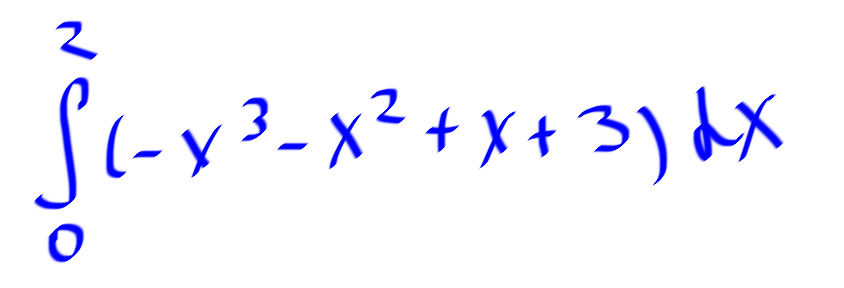 ∫₀² (-x³ - x² + x + 3) dx